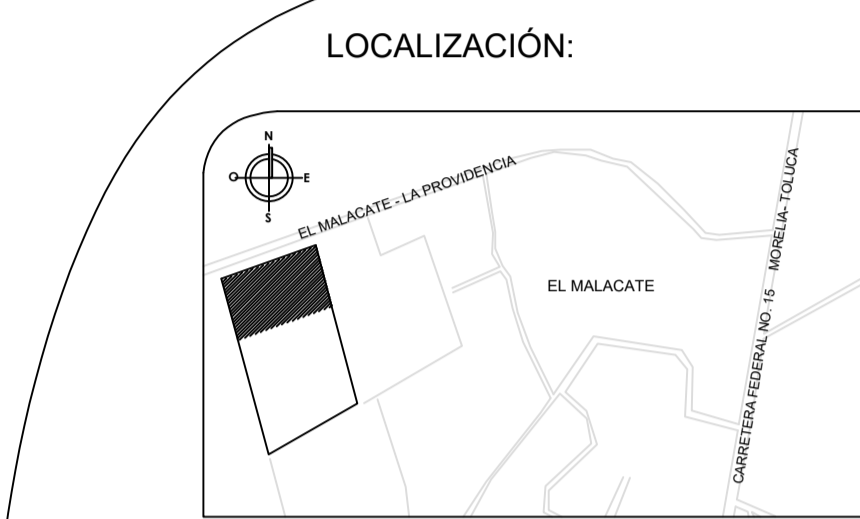 LOCALIZACIÓN:
N
O E
S
EL MALACATE - LA PROVIDENCIA
EL MALACATE
CARRETERA FEDERAL NO. 15 MORELIA- TOLUCA